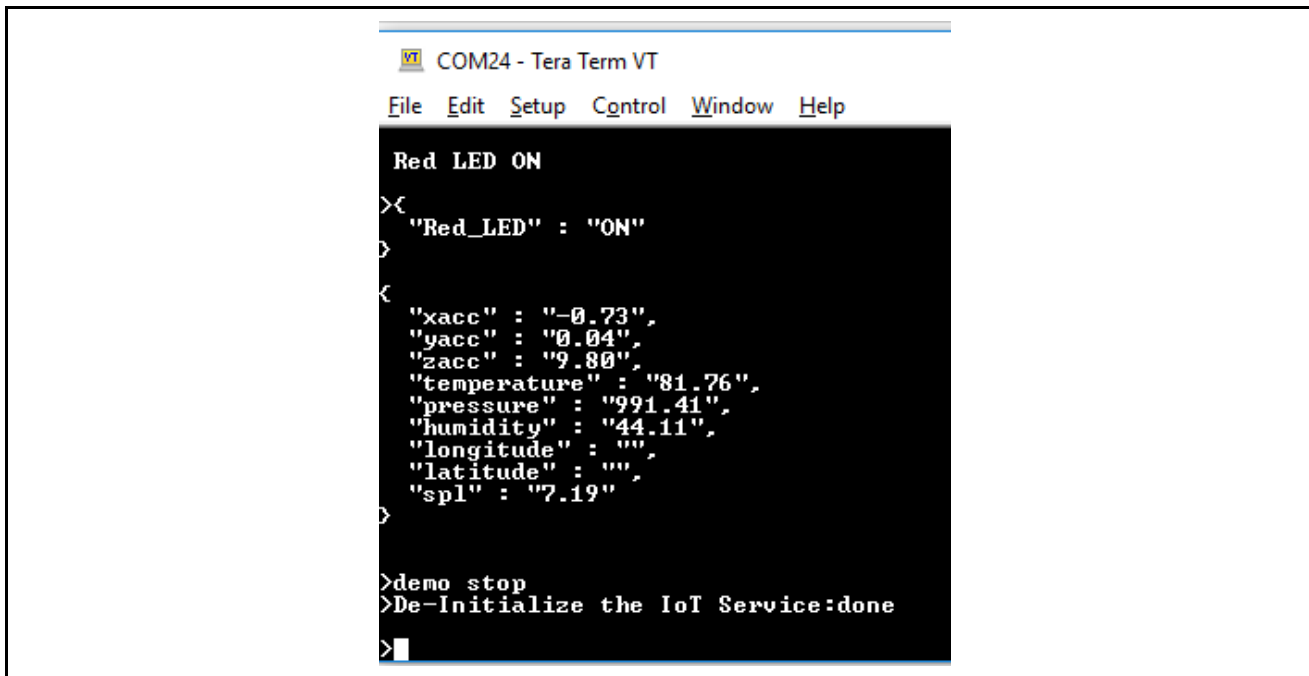 COM24 - Tera Term VT
File Edit Setup Control Window Help
Red LED ON
>{
"Red_LED" : "ON"
}
{
"xacc" : "-0.73",
"yacc" : "0.04",
"zacc" : "9.80",
"temperature" : "81.76",
"pressure" : "991.41",
"humidity" : "44.11",
"longitude" : "",
"latitude" : "",
"spl" : "7.19"
}
>demo stop
>De-Initialize the IoT Service:done
>